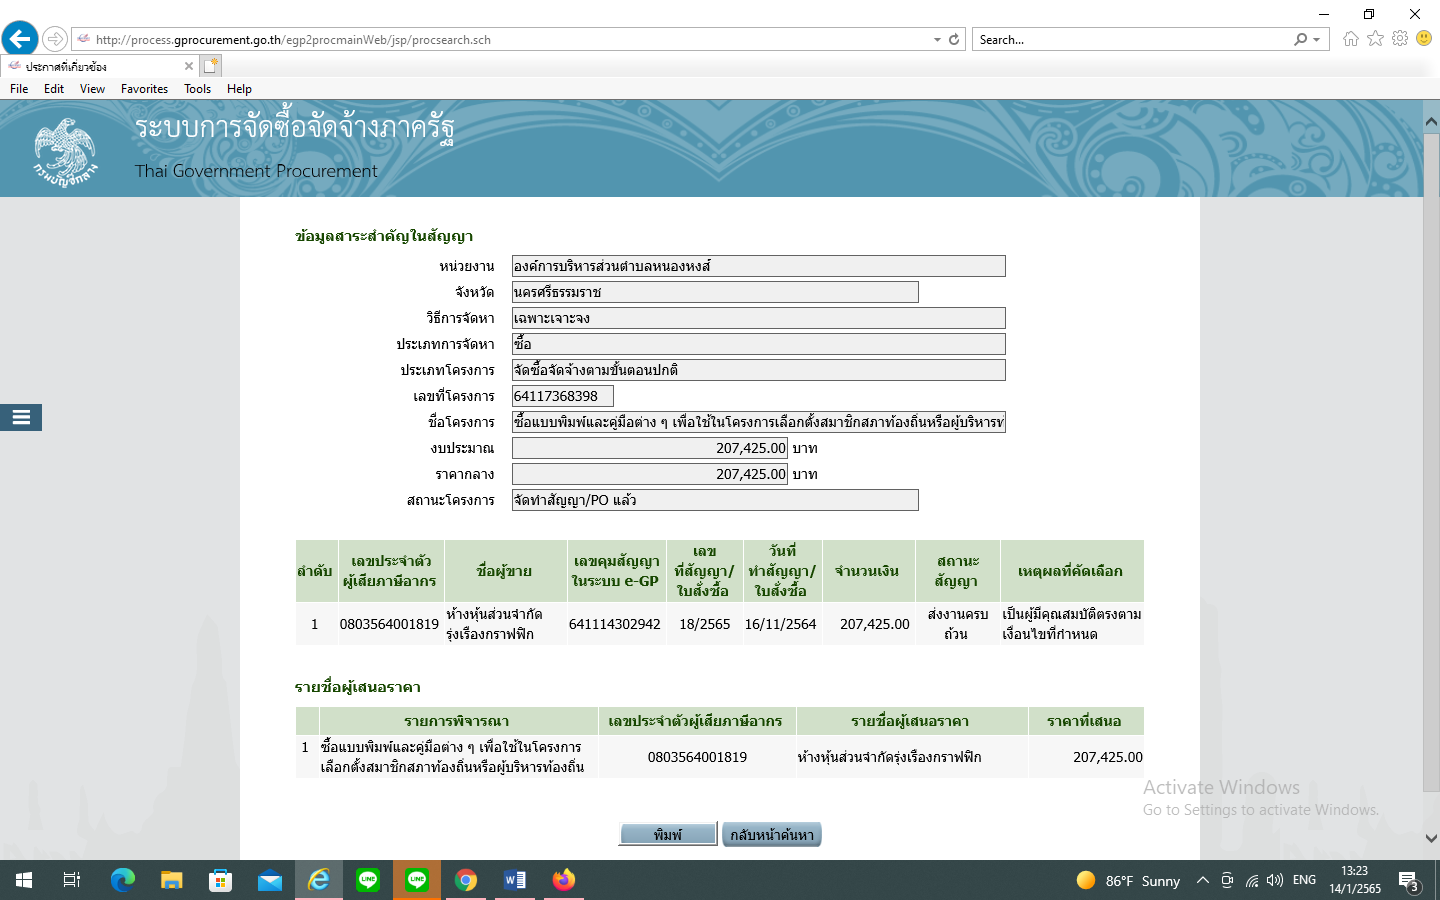 http://process.gprocurement.go.th/egp2procmainWeb/jsp/procsearch.sch
Search...
ประกาศที่เกี่ยวข้อง
File Edit View Favorites Tools Help
ระบบการจัดซื้อจัดจ้างภาครัฐ
Thai Government Procurement
กรมบัญชีกลาง
ข้อมูลสาระสำคัญในสัญญา
หน่วยงาน องค์การบริหารส่วนตำบลหนองหงส์
จังหวัด นครศรีธรรมราช
วิธีการจัดหา เฉพาะเจาะจง
ประเภทการจัดหา ซื้อ
ประเภทโครงการ จัดซื้อจัดจ้างตามขั้นตอนปกติ
เลขที่โครงการ 64117368398
ชื่อโครงการ ซื้อแบบพิมพ์และคู่มือต่าง ๆ เพื่อใช้ในโครงการเลือกตั้งสมาชิกสภาท้องถิ่นหรือผู้บริหารท้
งบประมาณ 207,425.00 บาท
ราคากลาง 207,425.00 บาท
สถานะโครงการ จัดทำสัญญา/PO แล้ว
ลำดับ เลขประจำตัวผู้เสียภาษีอากร ชื่อผู้ขาย เลขคุมสัญญาในระบบ e-GP เลขที่สัญญา/ใบสั่งซื้อ วันที่ทำสัญญา/ใบสั่งซื้อ จำนวนเงิน สถานะสัญญา เหตุผลที่คัดเลือก
1 0803564001819 ห้างหุ้นส่วนจำกัดรุ่งเรืองกราฟฟิก 641114302942 18/2565 16/11/2564 207,425.00 ส่งงานครบถ้วน เป็นผู้มีคุณสมบัติตรงตามเงื่อนไขที่กำหนด
รายชื่อผู้เสนอราคา
รายการพิจารณา เลขประจำตัวผู้เสียภาษีอากร รายชื่อผู้เสนอราคา ราคาที่เสนอ
1 ซื้อแบบพิมพ์และคู่มือต่าง ๆ เพื่อใช้ในโครงการเลือกตั้งสมาชิกสภาท้องถิ่นหรือผู้บริหารท้องถิ่น 0803564001819 ห้างหุ้นส่วนจำกัดรุ่งเรืองกราฟฟิก 207,425.00
พิมพ์ กลับหน้าค้นหา
Activate Windows
Go to Settings to activate Windows.
86°F Sunny ENG 13:23
14/1/2565
3